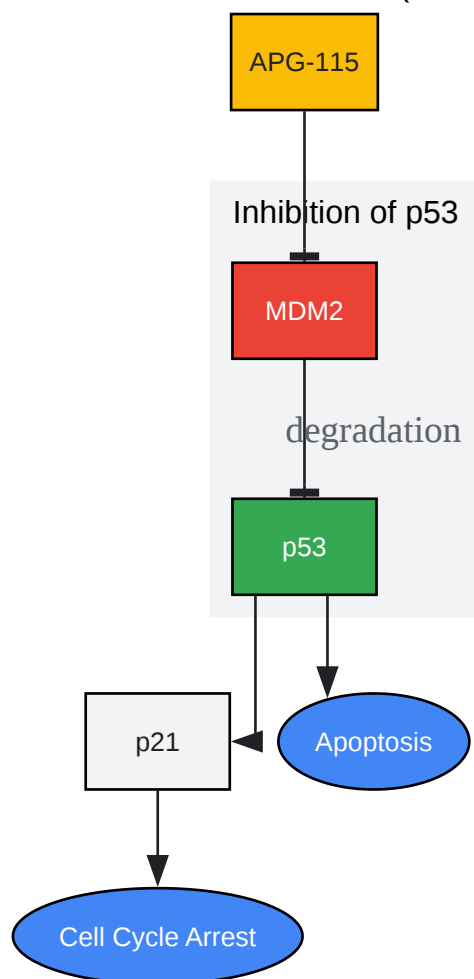 APG-115
Inhibition of p53
MDM2
degradation
p53
p21
Apoptosis
Cell Cycle Arrest